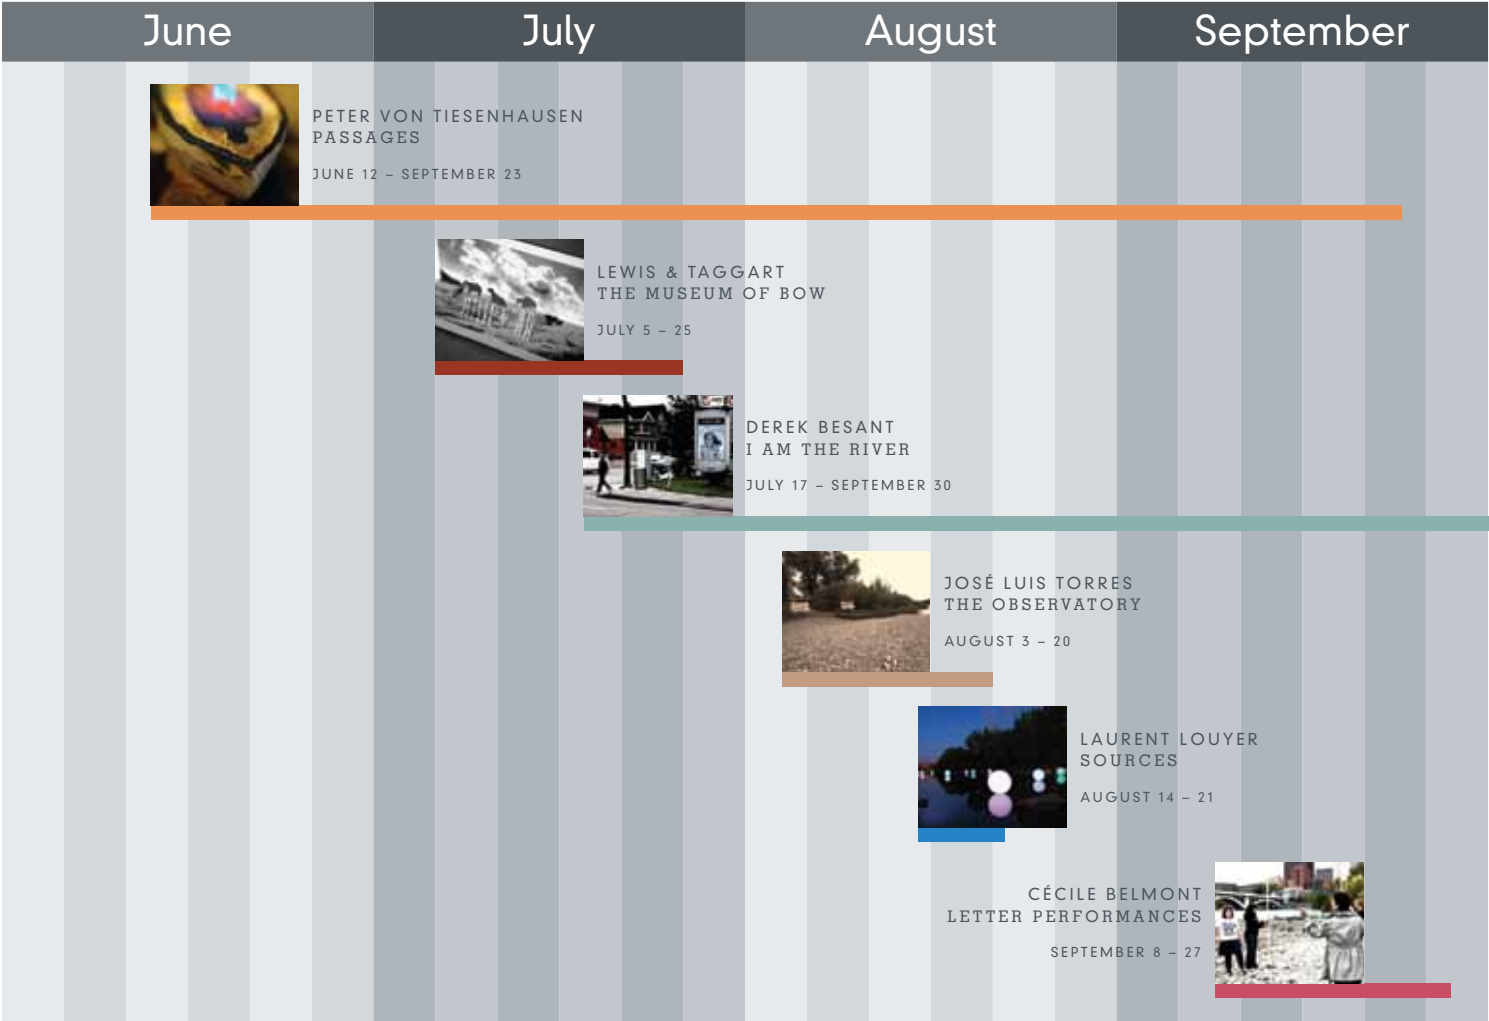 June
July
August
September
PETER VON TIESENHAUSEN
PASSAGES
JUNE 12 – SEPTEMBER 23
LEWIS & TAGGART
THE MUSEUM OF BOW
JULY 5 – 25
DEREK BESANT
I AM THE RIVER
JULY 17 – SEPTEMBER 30
JOSÉ LUIS TORRES
THE OBSERVATORY
AUGUST 3 – 20
LAURENT LOUYER
SOURCES
AUGUST 14 – 21
CÉCILE BELMONT
LETTER PERFORMANCES
SEPTEMBER 8 – 27